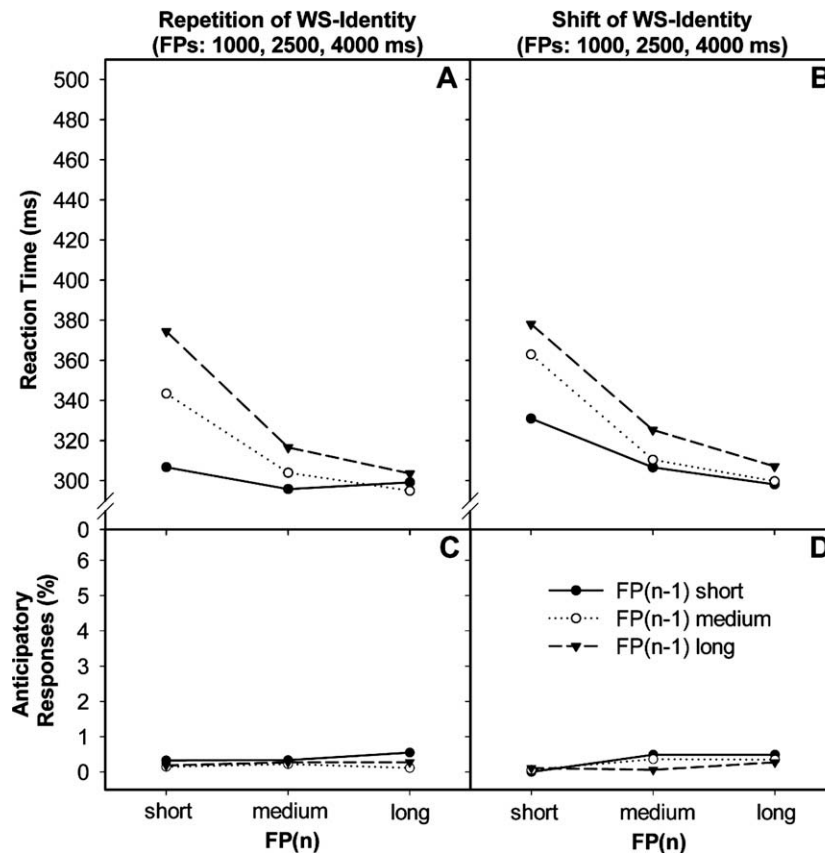 Repetition of WS-Identity
(FPs: 1000, 2500, 4000 ms)
Shift of WS-Identity
(FPs: 1000, 2500, 4000 ms)
A
B
Reaction Time (ms)
500
480
460
440
420
400
380
360
340
320
300
0
C
D
Anticipatory
Responses (%)
6
5
4
3
2
1
0
FP(n-1) short
FP(n-1) medium
FP(n-1) long
short medium long
FP(n)
short medium long
FP(n)